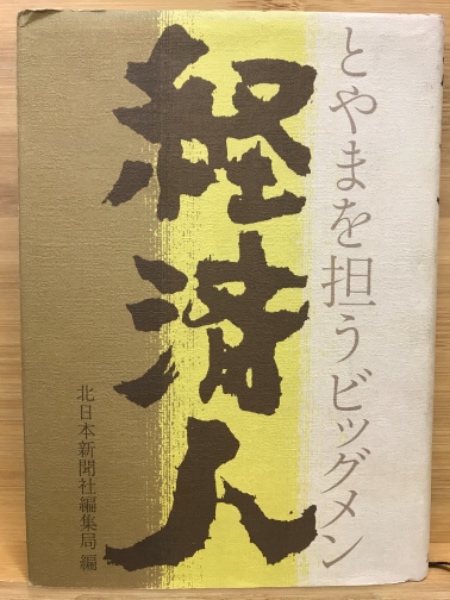 とやまを担うビッグメン
経済人
北日本新聞社編集局 編